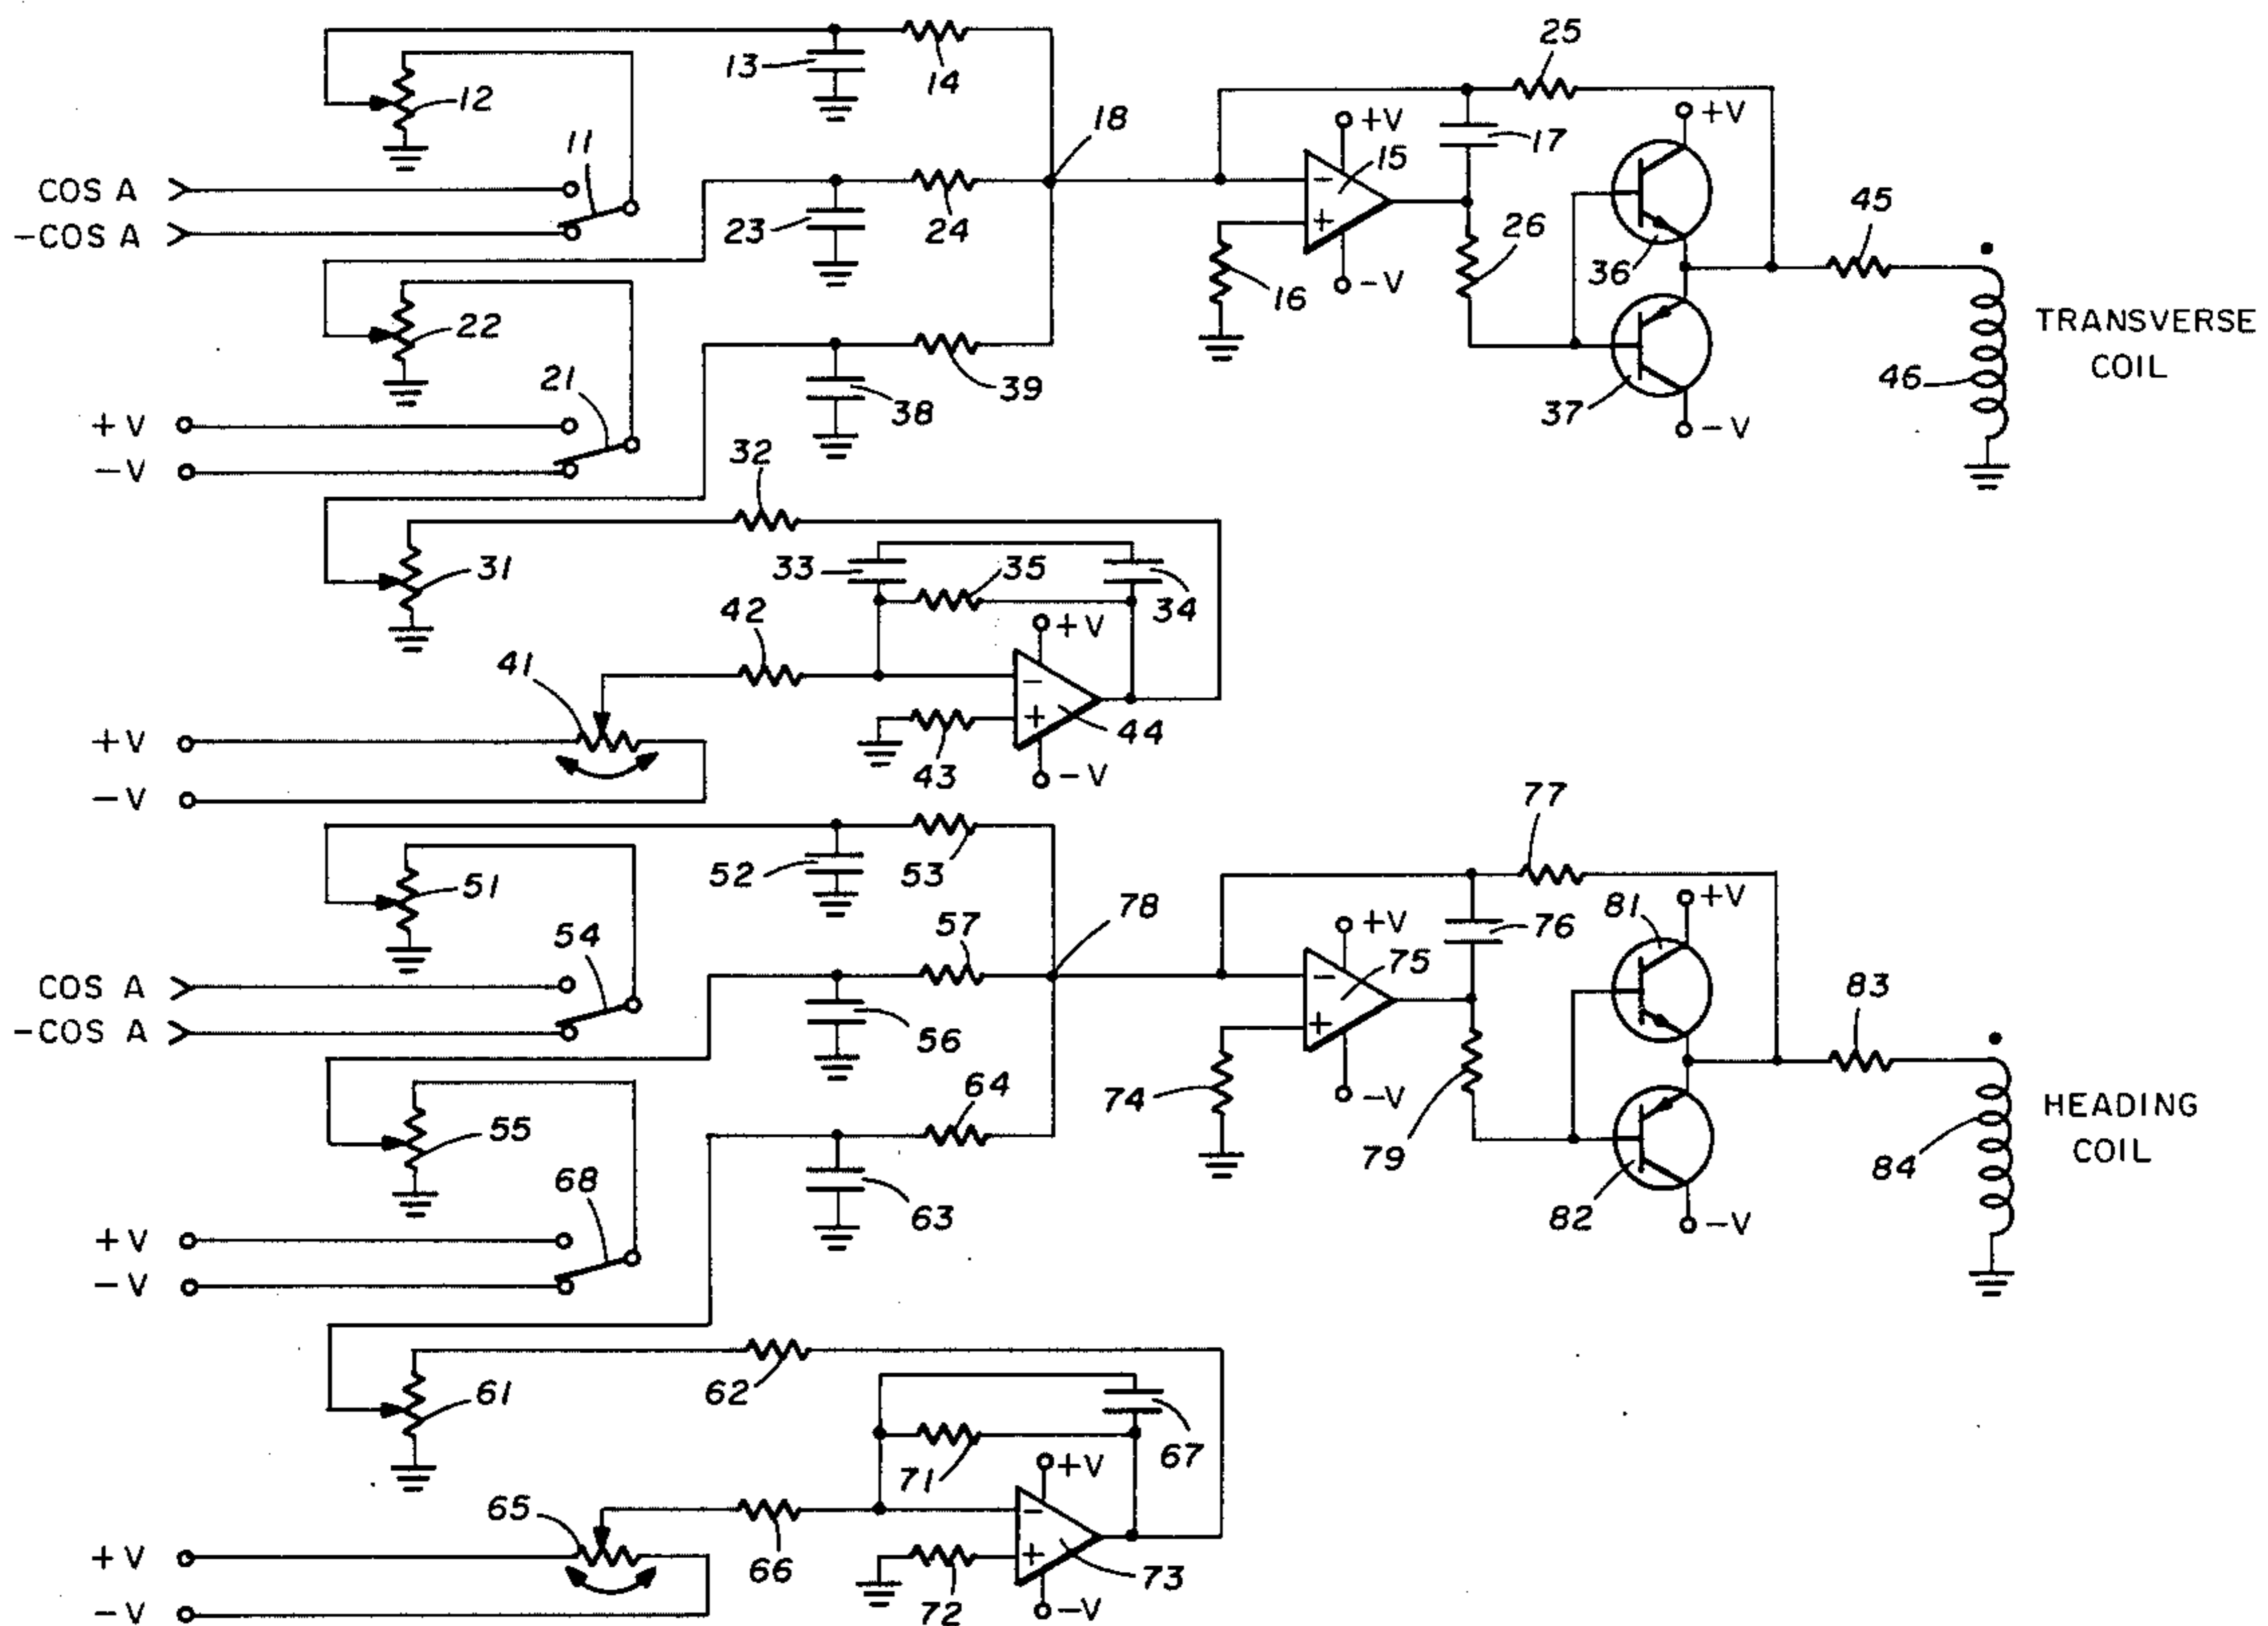 25
13
14
+V
12
18
+V
11
17
15
COS A
-
-COS A
23
24
+
26
36
45
16
-V
22
TRANSVERSE
COIL
21
39
46
38
37
+V
-V
-V
32
33
35
31
34
42
+V
41
-
+V
+
44
43
-V
-V
77
52
53
51
78
81
+V
57
+V
76
54
75
COS A
-
83
-COS A
56
+
64
74
-V
HEADING
COIL
55
79
84
68
63
82
+V
-V
-V
61
62
67
71
+V
65
-
+V
+
66
73
-V
72
-V